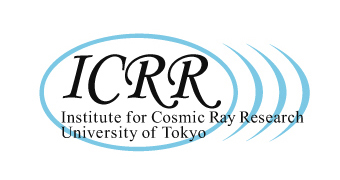 ICRR
Institute for Cosmic Ray Research
University of Tokyo